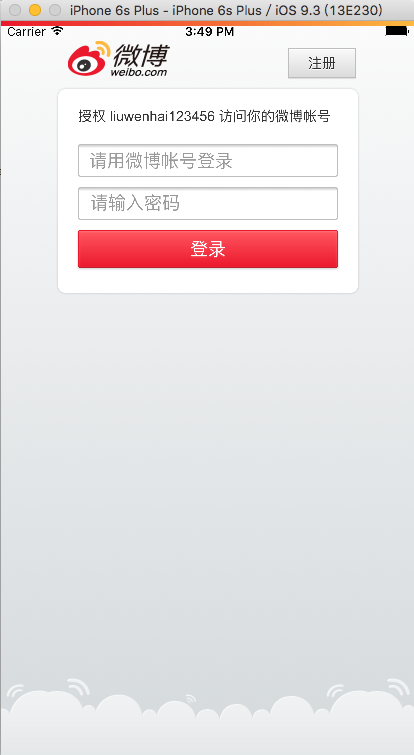 iPhone 6s Plus - iPhone 6s Plus / iOS 9.3 (13E230)
Carrier 3:49 PM
微博
weibo.com
注册
授权 liuwenhai123456 访问你的微博帐号
请用微博帐号登录
请输入密码
登录